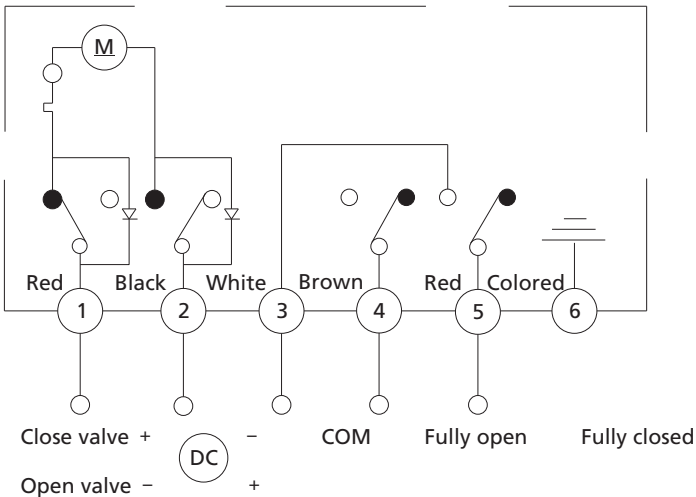 M
Red Black White Brown Red Colored
1 2 3 4 5 6
Close valve + − COM Fully open Fully closed
DC
Open valve − +